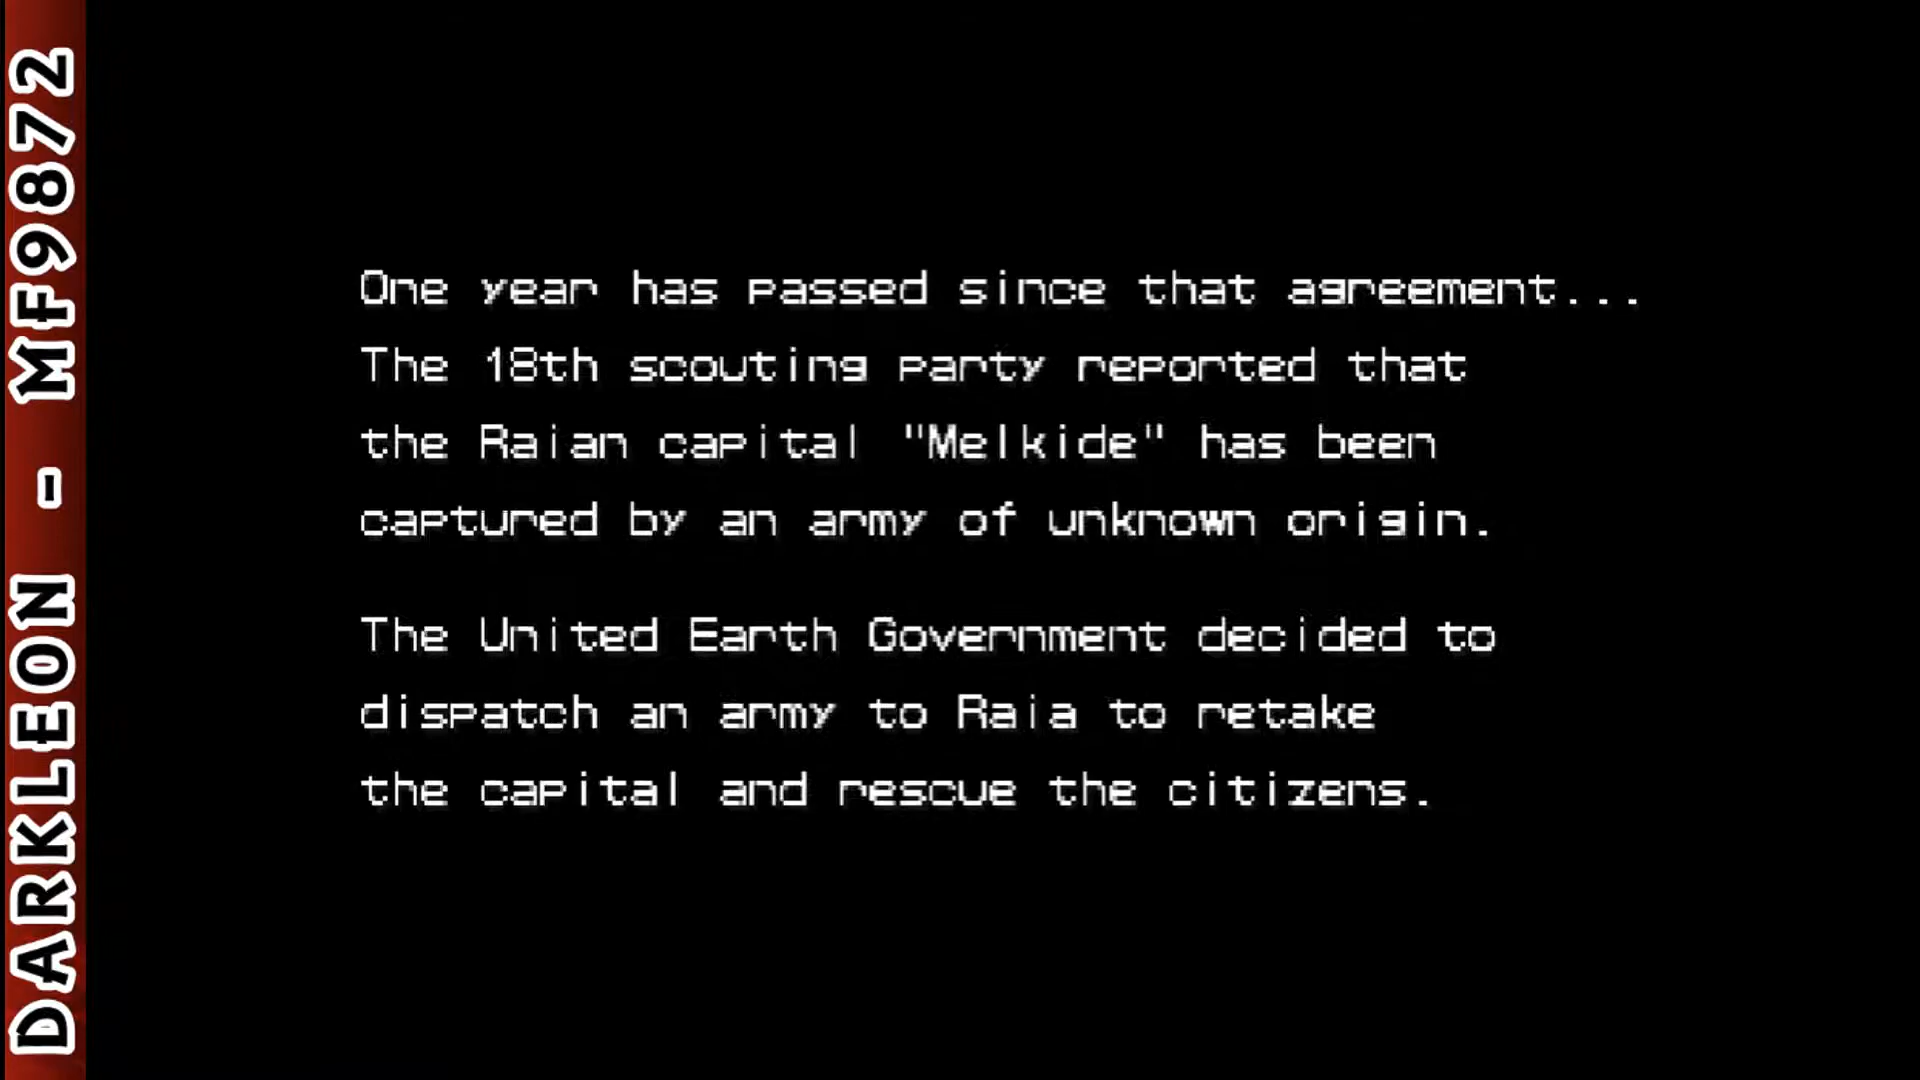 DARKLEON - MF9872
One year has passed since that agreement...
The 18th scouting party reported that
the Raian capital "Melkide" has been
captured by an army of unknown origin.
The United Earth Government decided to
dispatch an army to Raia to retake
the capital and rescue the citizens.